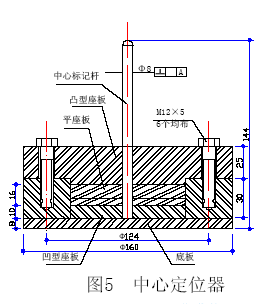 中心标记杆
Φ8
⊥ A
凸型座板
M12×5
6个均布
平座板
144
25
30
16
10
8
Φ124
Φ160
凹型座板
底板
图5 中心定位器